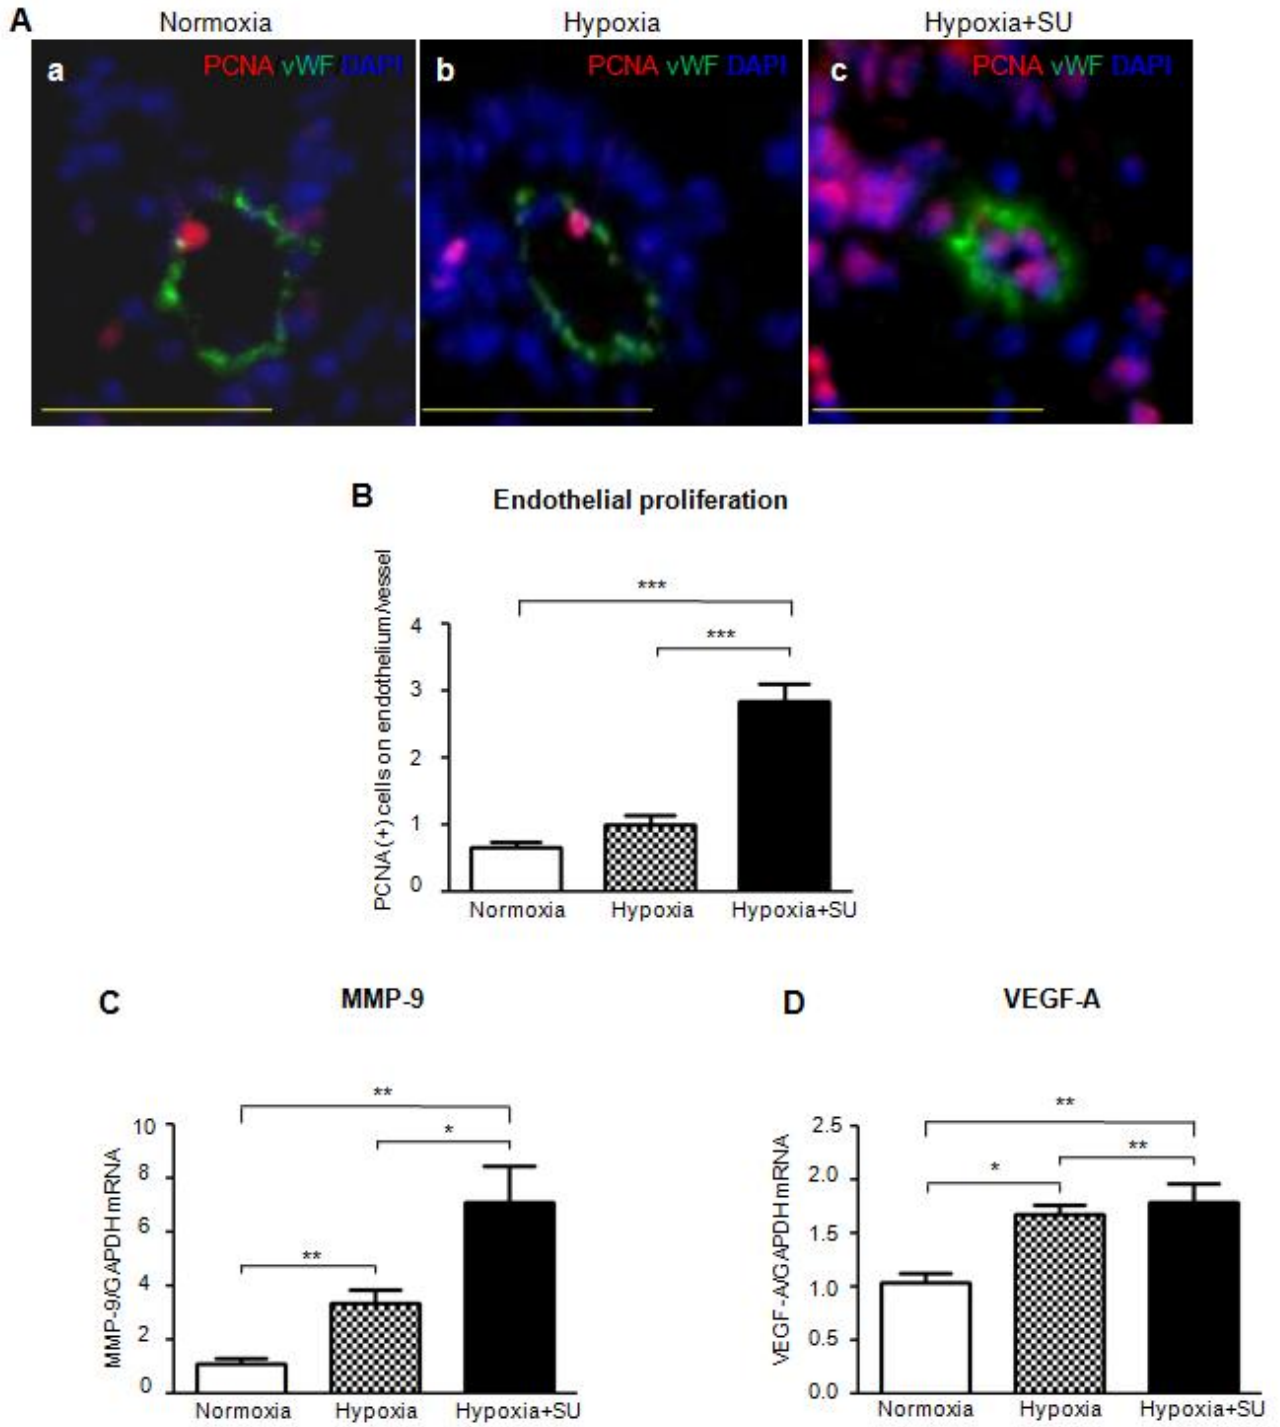 A
Normoxia
Hypoxia
Hypoxia+SU
a
PCNA vWF DAPI
b
PCNA vWF DAPI
c
PCNA vWF DAPI
B
Endothelial proliferation
PCNA (+) cells on endothelium/vessel
***
***
4
3
2
1
0
Normoxia
Hypoxia
Hypoxia+SU
C
MMP-9
MMP-9/GAPDH mRNA
**
*
**
10
8
6
4
2
0
Normoxia
Hypoxia
Hypoxia+SU
D
VEGF-A
VEGF-A/GAPDH mRNA
**
**
*
2.5
2.0
1.5
1.0
0.5
0.0
Normoxia
Hypoxia
Hypoxia+SU